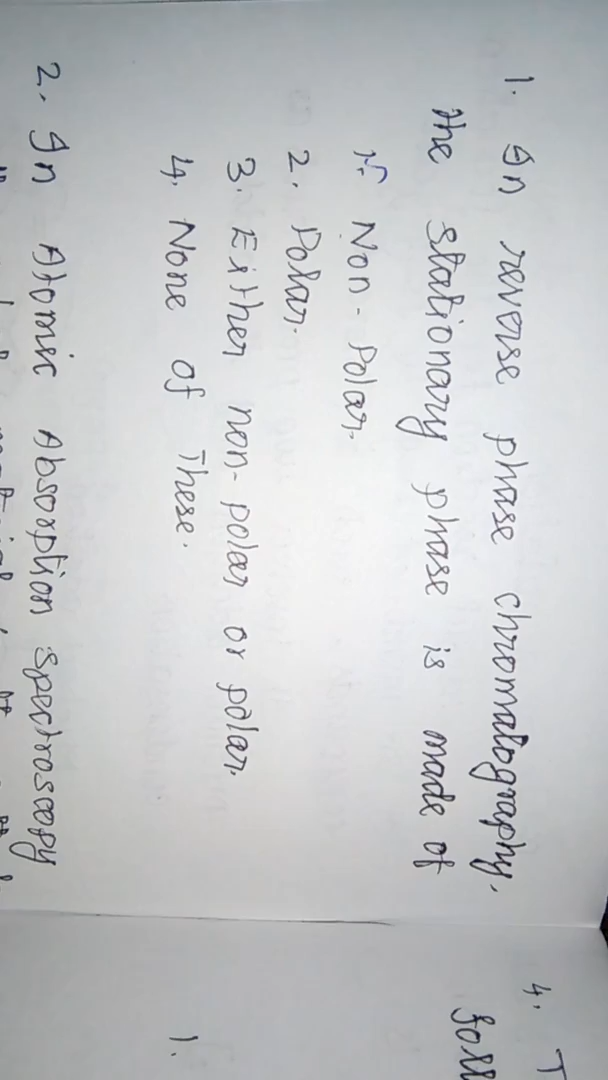 1. In reverse phase chromatography,
the stationary phase is made of
1. Non-Polar.
2. Polar.
3. Either non-polar or polar.
4. None of These.
2. In Atomic Absorption Spectroscopy
4. T
foll
1.